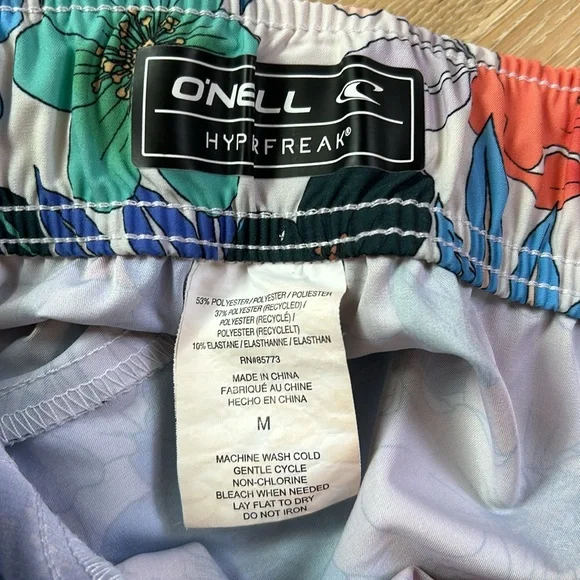 O'NEILL
HYPERFREAK®
53% POLYESTER / POLYESTER / POLIESTER
37% POLYESTER (RECYCLED) /
POLYESTER (RECYCLÉ) /
POLYESTER (RECYCLELT)
10% ELASTANE / ELASTHANNE / ELASTHAN
RN#85773
MADE IN CHINA
FABRIQUÉ AU CHINE
HECHO EN CHINA
M
MACHINE WASH COLD
GENTLE CYCLE
NON-CHLORINE
BLEACH WHEN NEEDED
LAY FLAT TO DRY
DO NOT IRON